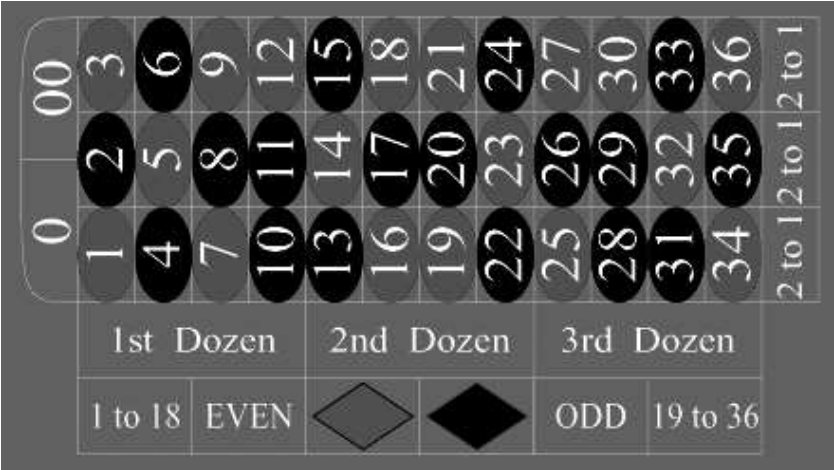 00 3 6 9 12 15 18 21 24 27 30 33 36 2 to 1
2 5 8 11 14 17 20 23 26 29 32 35 2 to 1
0 1 4 7 10 13 16 19 22 25 28 31 34 2 to 1
1st Dozen 2nd Dozen 3rd Dozen
1 to 18 EVEN ODD 19 to 36